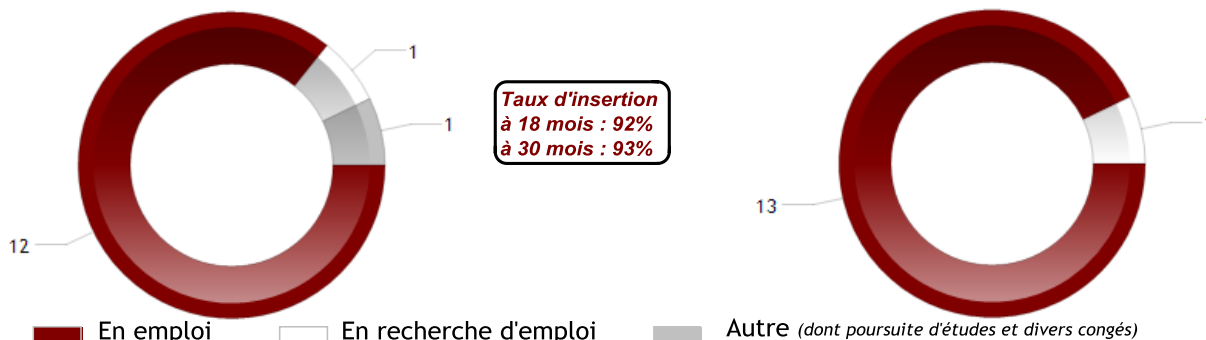 1
1
12
Taux d'insertion
à 18 mois : 92%
à 30 mois : 93%
13
En emploi
En recherche d'emploi
Autre (dont poursuite d'études et divers congés)